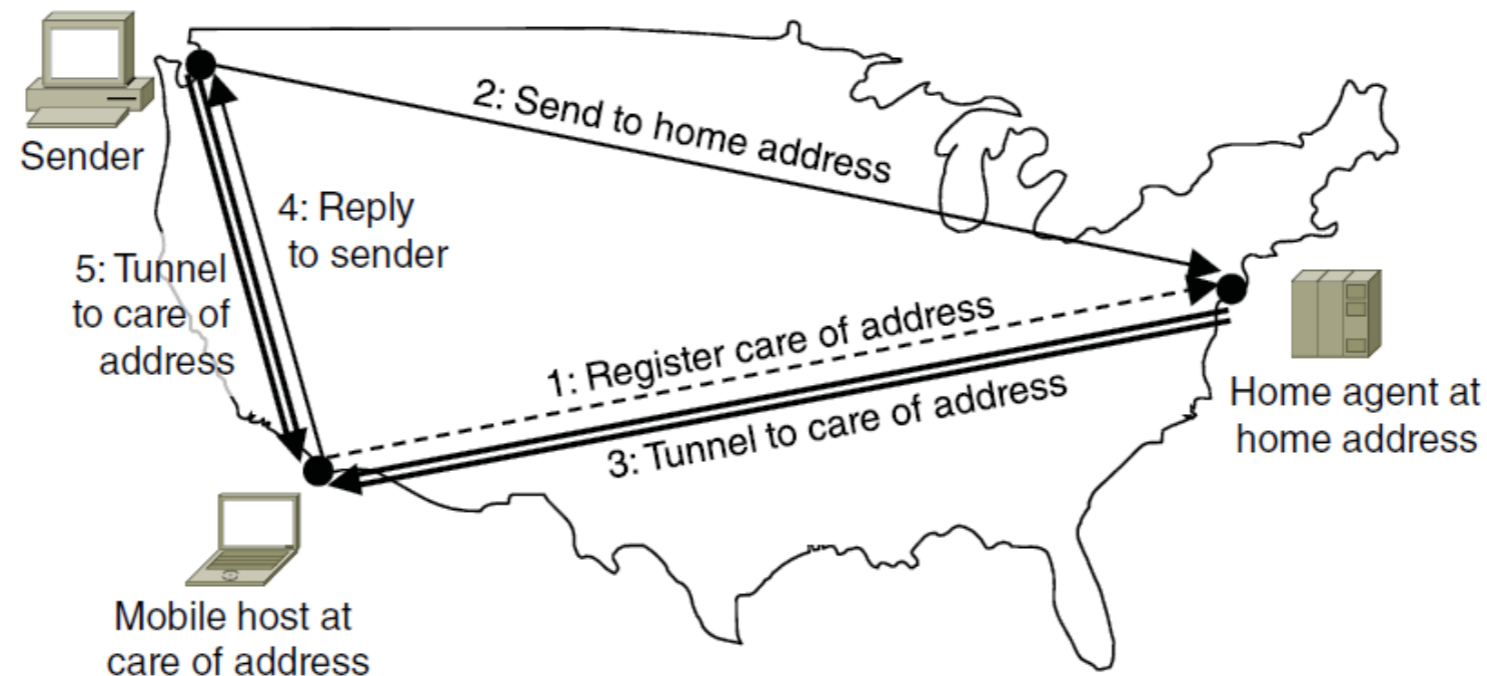 2: Send to home address
Sender
4: Reply
to sender
5: Tunnel
to care of
address
1: Register care of address
3: Tunnel to care of address
Home agent at
home address
Mobile host at
care of address